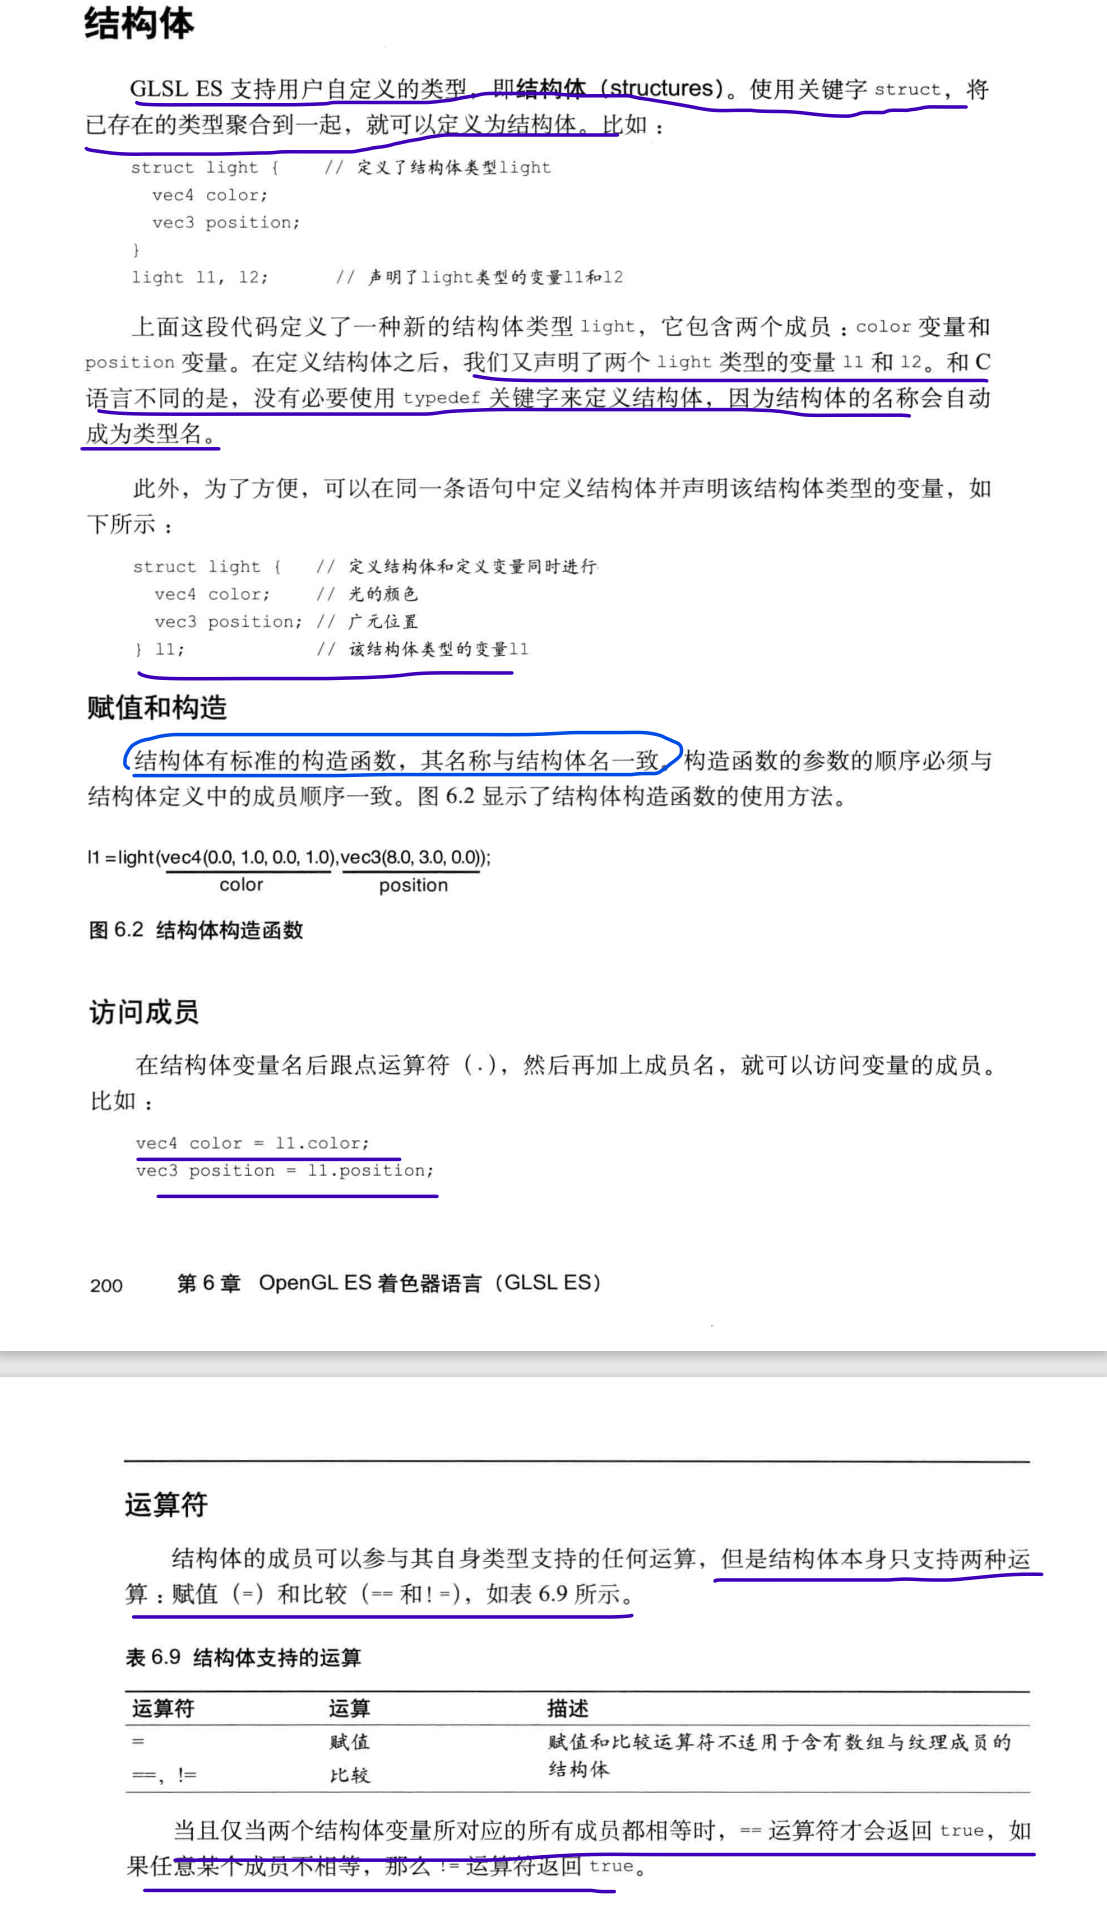 结构体
GLSL ES 支持用户自定义的类型，即结构体（structures）。使用关键字 struct，将
已存在的类型聚合到一起，就可以定义为结构体。比如：
struct light {    // 定义了结构体类型light
vec4 color;
vec3 position;
}
light l1, l2;    // 声明了light类型的变量l1和l2
上面这段代码定义了一种新的结构体类型 light，它包含两个成员：color 变量和
position 变量。在定义结构体之后，我们又声明了两个 light 类型的变量 l1 和 l2。和 C
语言不同的是，没有必要使用 typedef 关键字来定义结构体，因为结构体的名称会自动
成为类型名。
此外，为了方便，可以在同一条语句中定义结构体并声明该结构体类型的变量，如
下所示：
struct light {    // 定义结构体和定义变量同时进行
vec4 color;    // 光的颜色
vec3 position; // 广元位置
} l1;    // 该结构体类型的变量l1
赋值和构造
结构体有标准的构造函数，其名称与结构体名一致。构造函数的参数的顺序必须与
结构体定义中的成员顺序一致。图 6.2 显示了结构体构造函数的使用方法。
l1 =light(vec4(0.0, 1.0, 0.0, 1.0),vec3(8.0, 3.0, 0.0));
color    position
图 6.2 结构体构造函数
访问成员
在结构体变量名后跟点运算符（.），然后再加上成员名，就可以访问变量的成员。
比如：
vec4 color = l1.color;
vec3 position = l1.position;
200    第 6 章 OpenGL ES 着色器语言（GLSL ES）
运算符
结构体的成员可以参与其自身类型支持的任何运算，但是结构体本身只支持两种运
算：赋值（=）和比较（== 和! =），如表 6.9 所示。
表 6.9 结构体支持的运算
运算符    运算    描述
=    赋值    赋值和比较运算符不适用于含有数组与纹理成员的
==, !=    比较    结构体
当且仅当两个结构体变量所对应的所有成员都相等时，== 运算符才会返回 true，如
果任意某个成员不相等，那么 != 运算符返回 true。